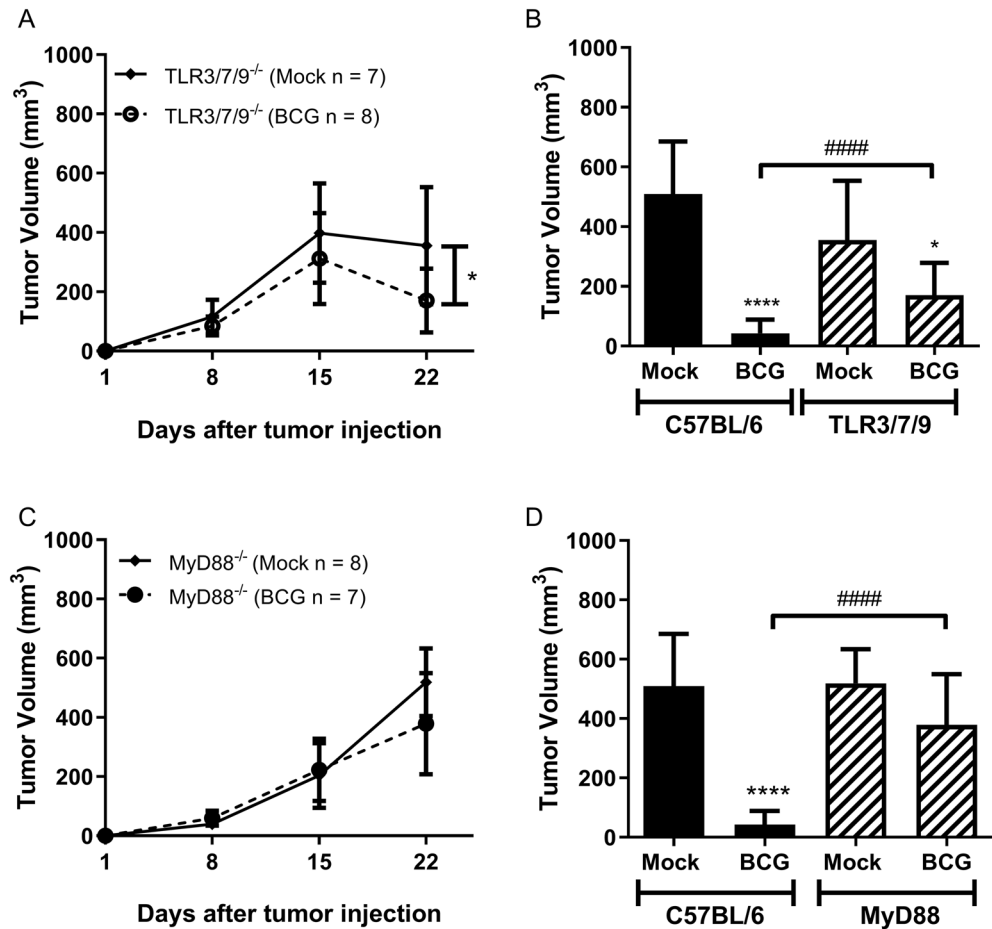 A
Tumor Volume (mm³)
1000
800
600
400
200
0
TLR3/7/9-/- (Mock n = 7)
TLR3/7/9-/- (BCG n = 8)
*
1 8 15 22
Days after tumor injection
B
Tumor Volume (mm³)
1000
800
600
400
200
0
####
****
*
Mock BCG Mock BCG
C57BL/6 TLR3/7/9
C
Tumor Volume (mm³)
1000
800
600
400
200
0
MyD88-/- (Mock n = 8)
MyD88-/- (BCG n = 7)
1 8 15 22
Days after tumor injection
D
Tumor Volume (mm³)
1000
800
600
400
200
0
####
****
Mock BCG Mock BCG
C57BL/6 MyD88